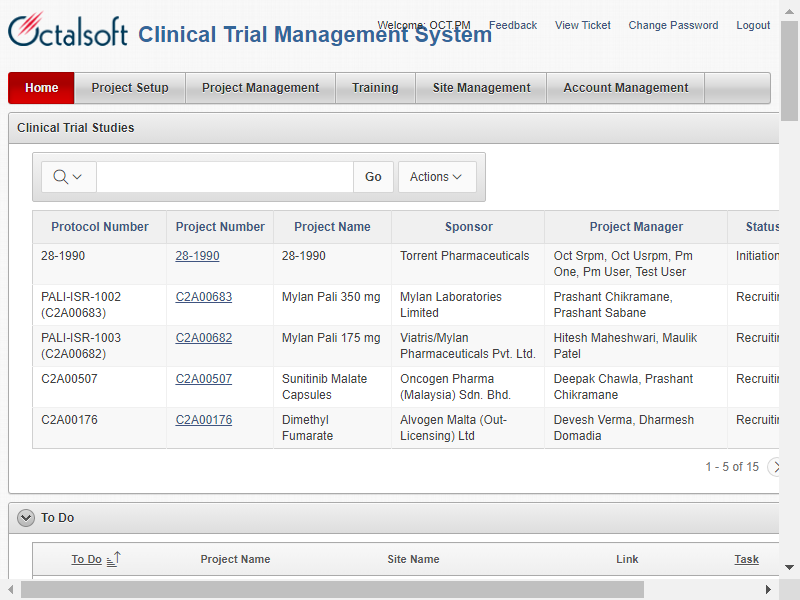 Octalsoft Clinical Trial Management System
Welcome: OCT.PM Feedback View Ticket Change Password Logout
Home Project Setup Project Management Training Site Management Account Management
Clinical Trial Studies
Go Actions
Protocol Number Project Number Project Name Sponsor Project Manager Status
28-1990 28-1990 28-1990 Torrent Pharmaceuticals Oct Srpm, Oct Usrpm, Pm Initiation
One, Pm User, Test User
PALI-ISR-1002 C2A00683 Mylan Pali 350 mg Mylan Laboratories Prashant Chikramane, Recruitin
(C2A00683) Limited Prashant Sabane
PALI-ISR-1003 C2A00682 Mylan Pali 175 mg Viatris/Mylan Hitesh Maheshwari, Maulik Recruitin
(C2A00682) Pharmaceuticals Pvt. Ltd. Patel
C2A00507 C2A00507 Sunitinib Malate Oncogen Pharma Deepak Chawla, Prashant Recruitin
Capsules (Malaysia) Sdn. Bhd. Chikramane
C2A00176 C2A00176 Dimethyl Alvogen Malta (Out- Devesh Verma, Dharmesh Recruitin
Fumarate Licensing) Ltd Domadia
1 - 5 of 15
To Do
To Do Project Name Site Name Link Task